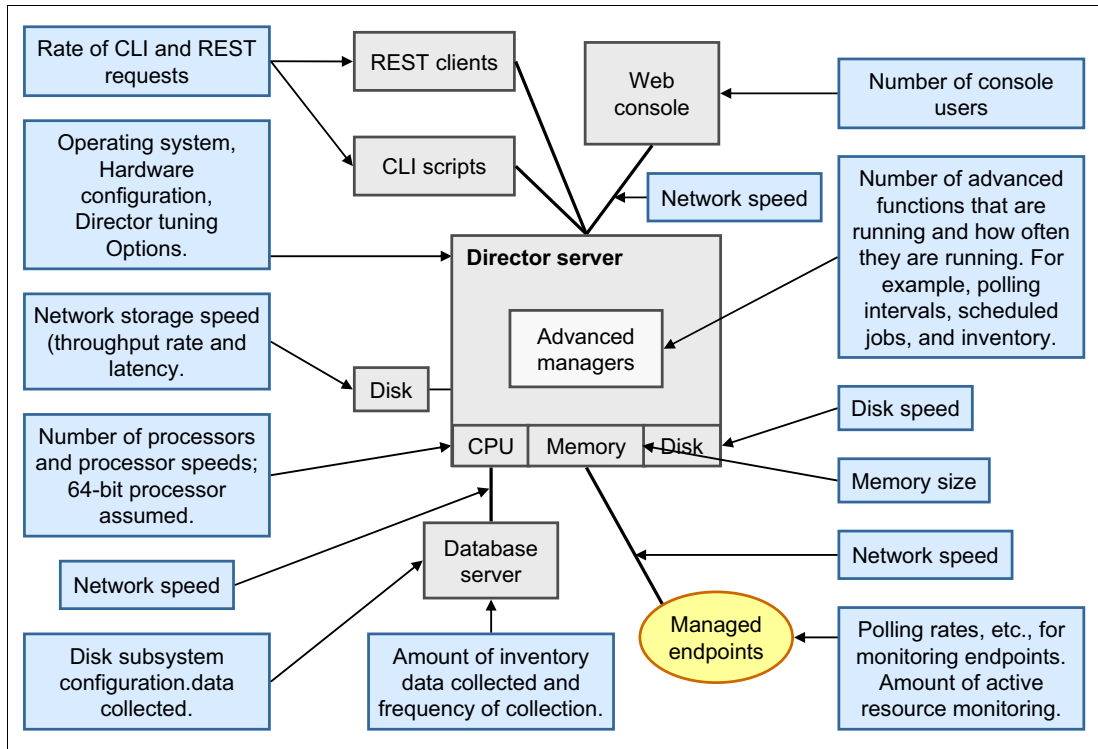 Rate of CLI and REST
requests
REST clients
Web
console
Number of console
users
Operating system,
Hardware
configuration,
Director tuning
Options.
CLI scripts
Network speed
Number of advanced
functions that are
running and how often
they are running. For
example, polling
intervals, scheduled
jobs, and inventory.
Director server
Advanced
managers
Network storage speed
(throughput rate and
latency.
Disk
Disk speed
Number of processors
and processor speeds;
64-bit processor
assumed.
CPU
Memory
Disk
Memory size
Database
server
Network speed
Network speed
Managed
endpoints
Disk subsystem
configuration.data
collected.
Amount of inventory
data collected and
frequency of collection.
Polling rates, etc., for
monitoring endpoints.
Amount of active
resource monitoring.